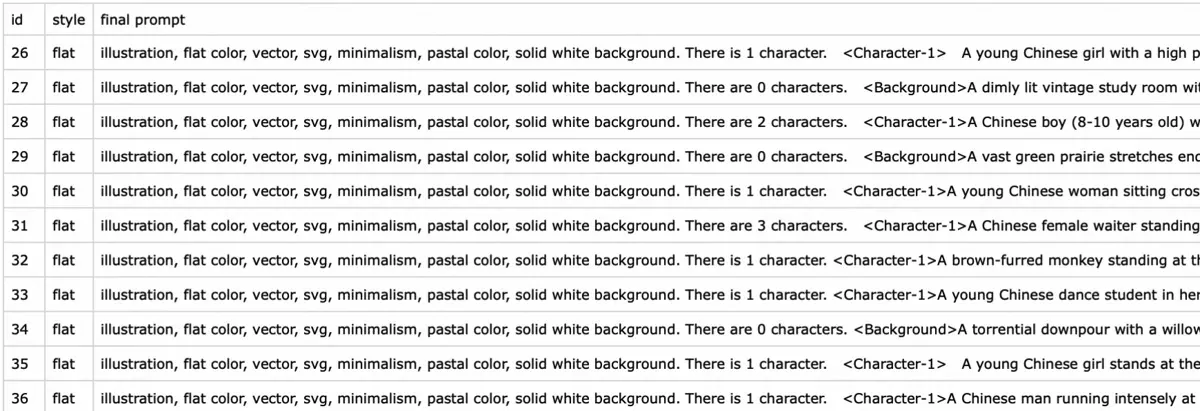 id style final prompt
26 flat illustration, flat color, vector, svg, minimalism, pastal color, solid white background. There is 1 character. <Character-1> A young Chinese girl with a high p
27 flat illustration, flat color, vector, svg, minimalism, pastal color, solid white background. There are 0 characters. <Background>A dimly lit vintage study room wit
28 flat illustration, flat color, vector, svg, minimalism, pastal color, solid white background. There are 2 characters. <Character-1>A Chinese boy (8-10 years old) w
29 flat illustration, flat color, vector, svg, minimalism, pastal color, solid white background. There are 0 characters. <Background>A vast green prairie stretches end
30 flat illustration, flat color, vector, svg, minimalism, pastal color, solid white background. There is 1 character. <Character-1>A young Chinese woman sitting cros
31 flat illustration, flat color, vector, svg, minimalism, pastal color, solid white background. There are 3 characters. <Character-1>A Chinese female waiter standing
32 flat illustration, flat color, vector, svg, minimalism, pastal color, solid white background. There is 1 character. <Character-1>A brown-furred monkey standing at th
33 flat illustration, flat color, vector, svg, minimalism, pastal color, solid white background. There is 1 character. <Character-1>A young Chinese dance student in her
34 flat illustration, flat color, vector, svg, minimalism, pastal color, solid white background. There are 0 characters. <Background>A torrential downpour with a willow
35 flat illustration, flat color, vector, svg, minimalism, pastal color, solid white background. There is 1 character. <Character-1> A young Chinese girl stands at the
36 flat illustration, flat color, vector, svg, minimalism, pastal color, solid white background. There is 1 character. <Character-1>A Chinese man running intensely at